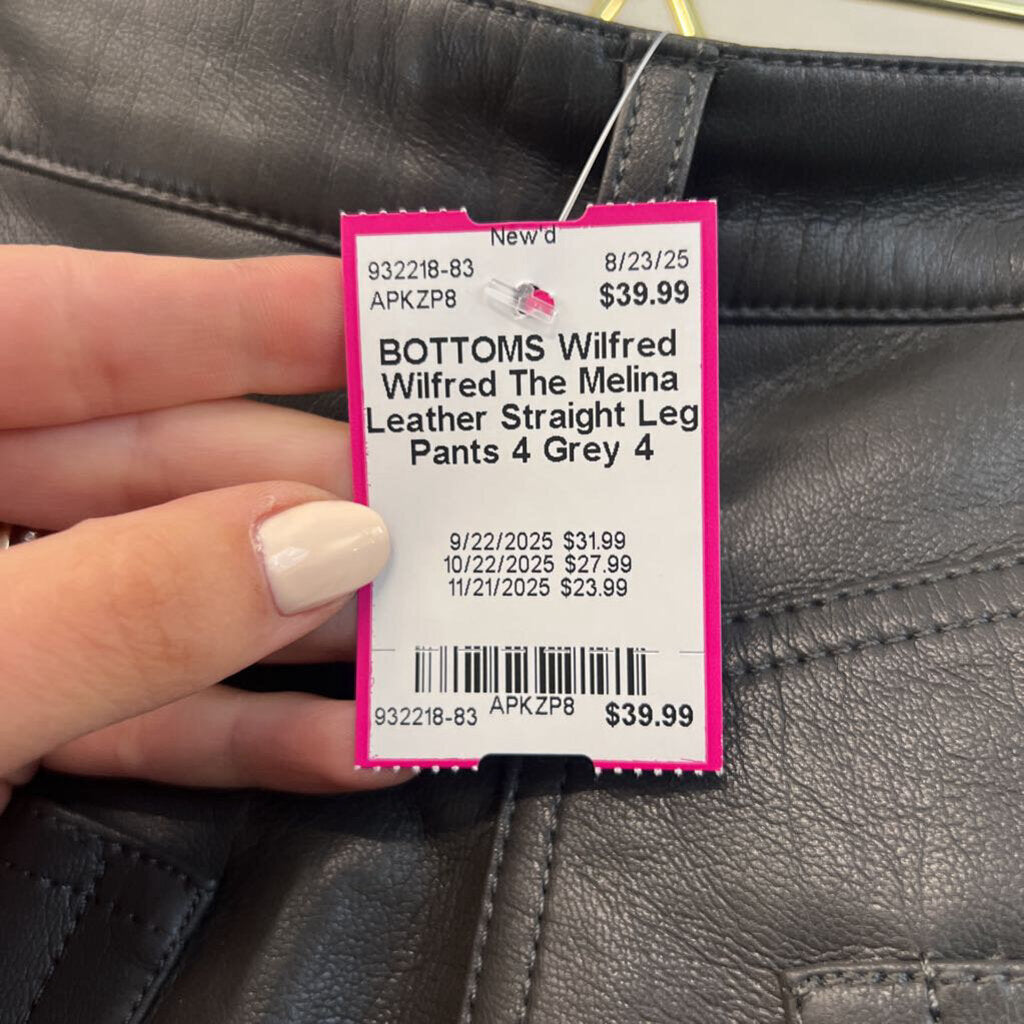 New'd
932218-83 8/23/25
APKZP8 $39.99
BOTTOMS Wilfred
Wilfred The Melina
Leather Straight Leg
Pants 4 Grey 4
9/22/2025 $31.99
10/22/2025 $27.99
11/21/2025 $23.99
932218-83 APKZP8 $39.99